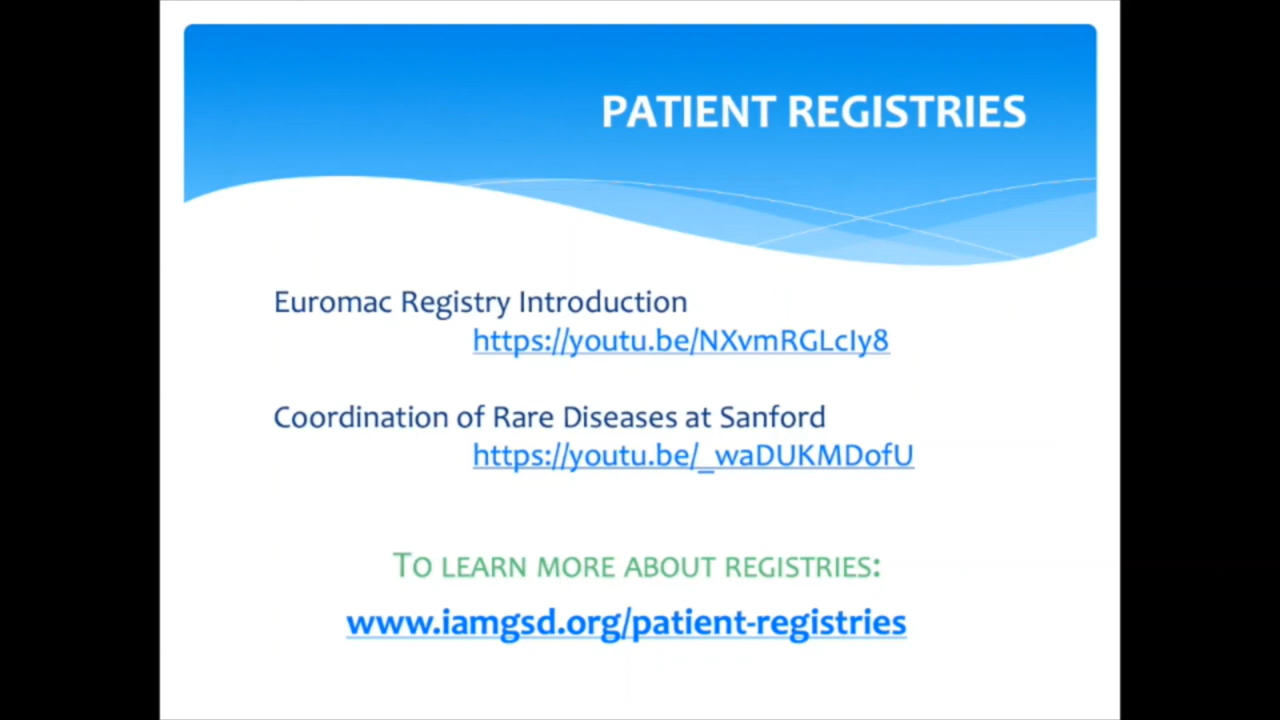 PATIENT REGISTRIES
Euromac Registry Introduction
https://youtu.be/NXvmRGLcIy8
Coordination of Rare Diseases at Sanford
https://youtu.be/_waDUKMDofU
TO LEARN MORE ABOUT REGISTRIES:
www.iamgsd.org/patient-registries